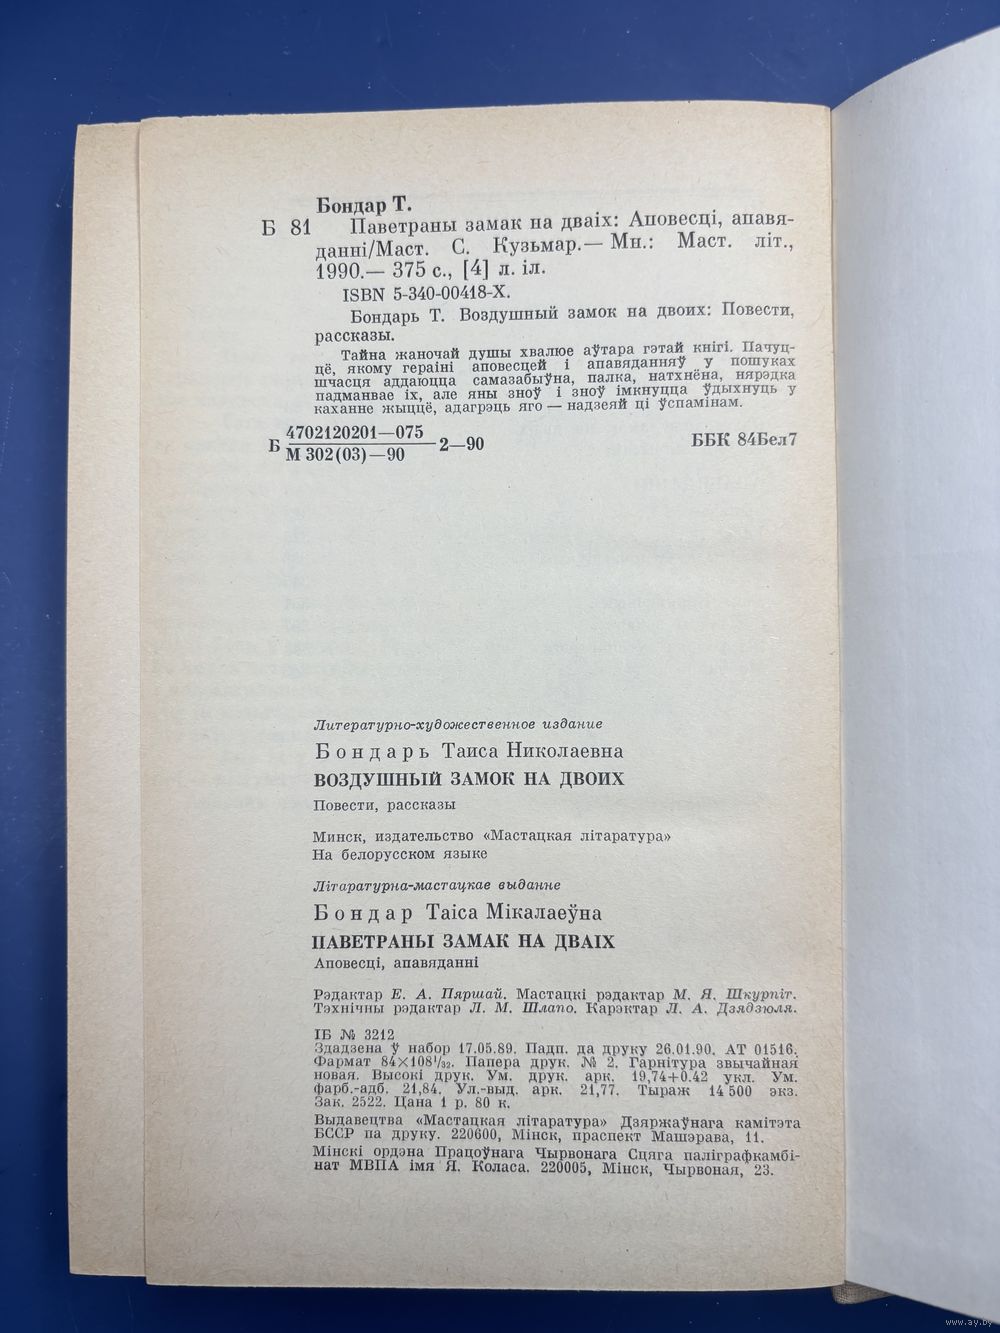 Бондар Т.
Б 81 Паветраны замак на дваіх: Аповесці, апавя-
данні/Маст. С. Кузьмар.— Мн.: Маст. літ.,
1990.— 375 с., [4] л. іл.
ISBN 5-340-00418-X.
Бондарь Т. Воздушный замок на двоих: Повести,
рассказы.
Тайна жаночай душы хвалюе аўтара гэтай кнігі. Пачуц-
цё, якому гераіні аповесцей і апавяданняў у пошуках
шчасця аддаюцца самазабыўна, палка, натхнёна, нярэдка
падманвае іх, але яны зноў і зноў імкнуцца ўдыхнуць у
каханне жыццё, адагрэць яго — надзеяй ці ўспамінам.
Б 4702120201—075 2—90 ББК 84Бел7
М 302(03)—90
Литературно-художественное издание
Бондарь Таиса Николаевна
ВОЗДУШНЫЙ ЗАМОК НА ДВОИХ
Повести, рассказы
Минск, издательство «Мастацкая літаратура»
На белорусском языке
Літаратурна-мастацкае выданне
Бондар Таіса Мікалаеўна
ПАВЕТРАНЫ ЗАМАК НА ДВАІХ
Аповесці, апавяданні
Рэдактар Е. А. Пяршай. Мастацкі рэдактар М. Я. Шкурпіт.
Тэхнічны рэдактар Л. М. Шлапо. Карэктар Л. А. Дзядзюля.
ІБ № 3212
Здадзена ў набор 17.05.89. Падп. да друку 26.01.90. АТ 01516.
Фармат 84×108¹/₃₂. Папера друк. № 2. Гарнітура звычайная
новая. Высокі друк. Ум. друк. арк. 19,74+0.42 укл. Ум.
фарб.-адб. 21,84. Ул.-выд. арк. 21,77. Тыраж 14 500 экз.
Зак. 2522. Цана 1 р. 80 к.
Выдавецтва «Мастацкая літаратура» Дзяржаўнага камітэта
БССР па друку. 220600, Мінск, праспект Машэрава, 11.
Мінскі ордэна Працоўнага Чырвонага Сцяга паліграфкамбі-
нат МВПА імя Я. Коласа. 220005, Мінск, Чырвоная, 23.
www.ay.by